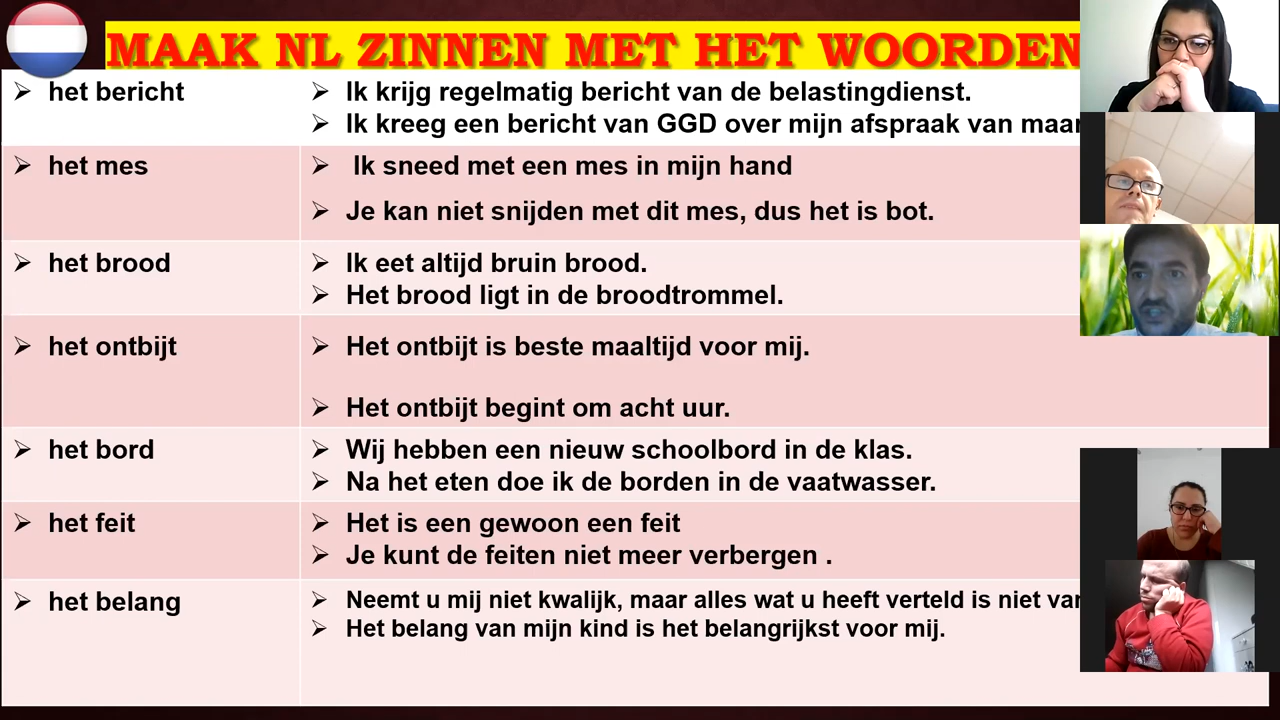 MAAK NL ZINNEN MET HET WOORDEN
het bericht
Ik krijg regelmatig bericht van de belastingdienst.
Ik kreeg een bericht van GGD over mijn afspraak van
het mes
Ik sneed met een mes in mijn hand
Je kan niet snijden met dit mes, dus het is bot.
het brood
Ik eet altijd bruin brood.
Het brood ligt in de broodtrommel.
het ontbijt
Het ontbijt is beste maaltijd voor mij.
Het ontbijt begint om acht uur.
het bord
Wij hebben een nieuw schoolbord in de klas.
Na het eten doe ik de borden in de vaatwasser.
het feit
Het is een gewoon een feit
Je kunt de feiten niet meer verbergen .
het belang
Neemt u mij niet kwalijk, maar alles wat u heeft verteld is niet
Het belang van mijn kind is het belangrijkst voor mij.